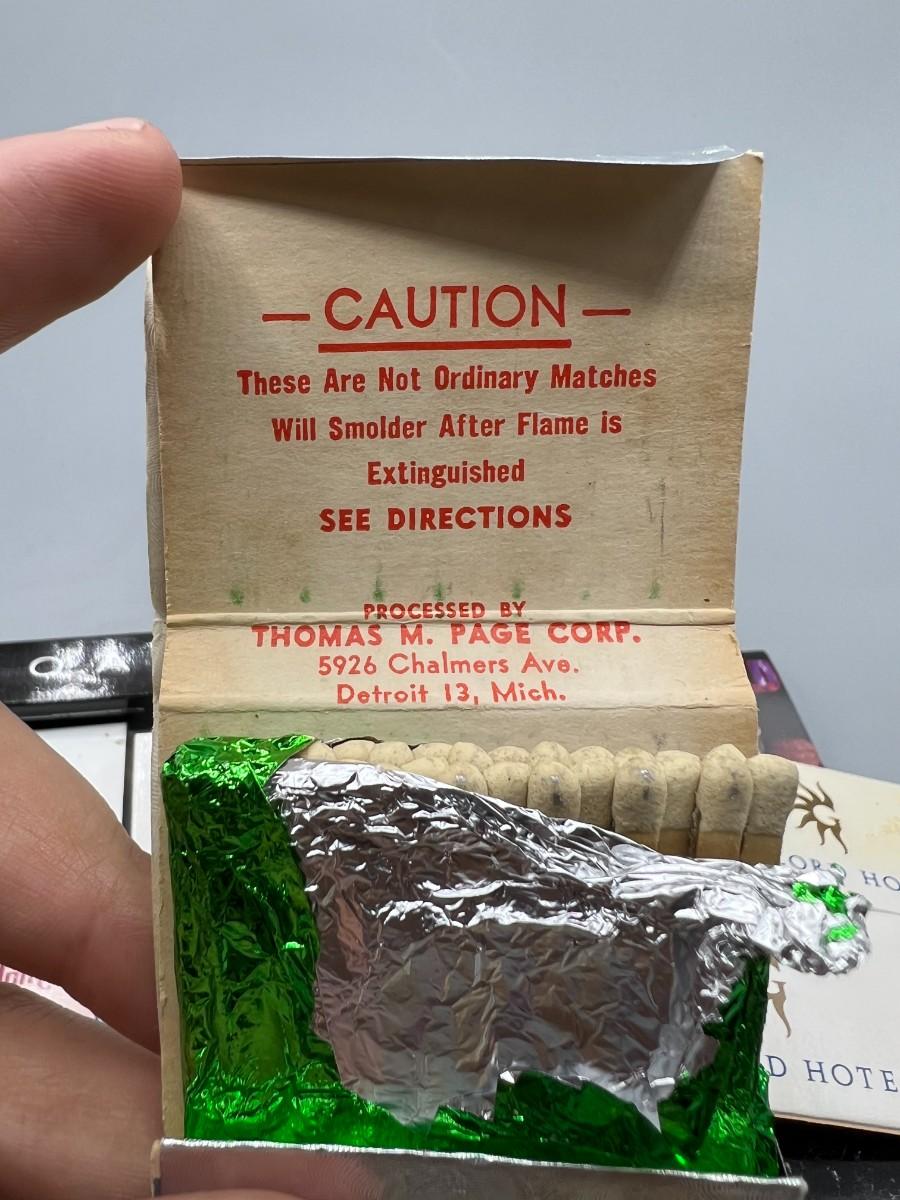 — CAUTION —
These Are Not Ordinary Matches
Will Smolder After Flame is
Extinguished
SEE DIRECTIONS
PROCESSED BY
THOMAS M. PAGE CORP.
5926 Chalmers Ave.
Detroit 13, Mich.
HOTE